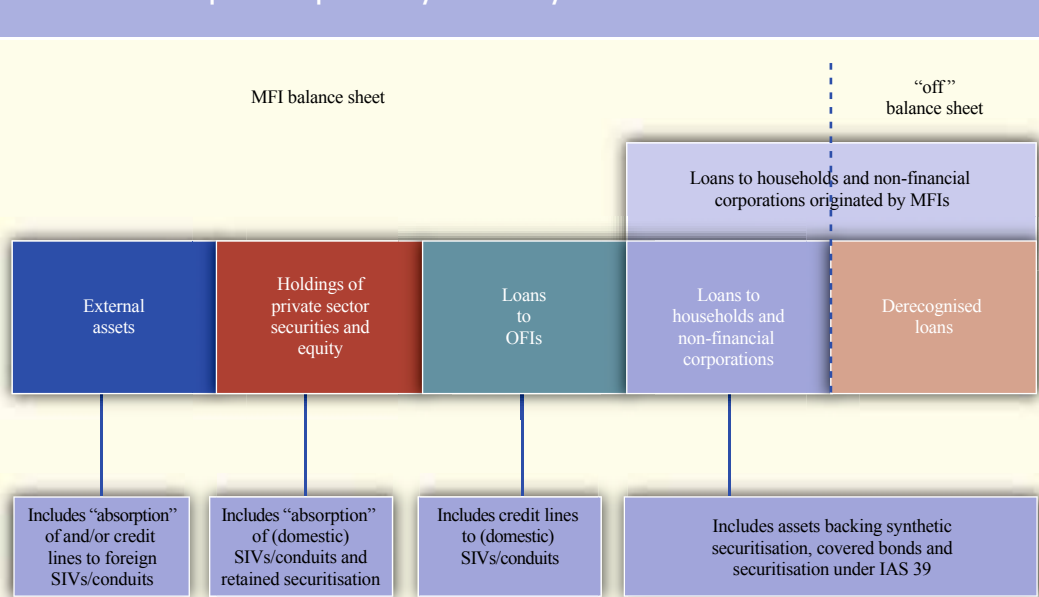 MFI balance sheet
“off”
balance sheet
Loans to households and non-financial
corporations originated by MFIs
External
assets
Holdings of
private sector
securities and
equity
Loans
to
OFIs
Loans to
households and
non-financial
corporations
Derecognised
loans
Includes “absorption”
of and/or credit
lines to foreign
SIVs/conduits
Includes “absorption”
of (domestic)
SIVs/conduits and
retained securitisation
Includes credit lines
to (domestic)
SIVs/conduits
Includes assets backing synthetic
securitisation, covered bonds and
securitisation under IAS 39